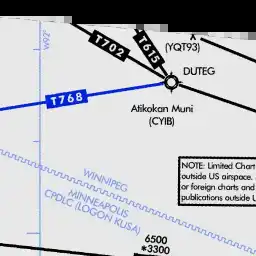 W92°
T702
T615
(YQT93)
DUTEG
T768
Atikokan Muni
(CYIB)
NOTE: Limited Chart
outside US airspace.
or foreign charts and
publications outside U
WINNIPEG
MINNEAPOLIS
CPDLC (LOGON KUSA)
6500
*3300